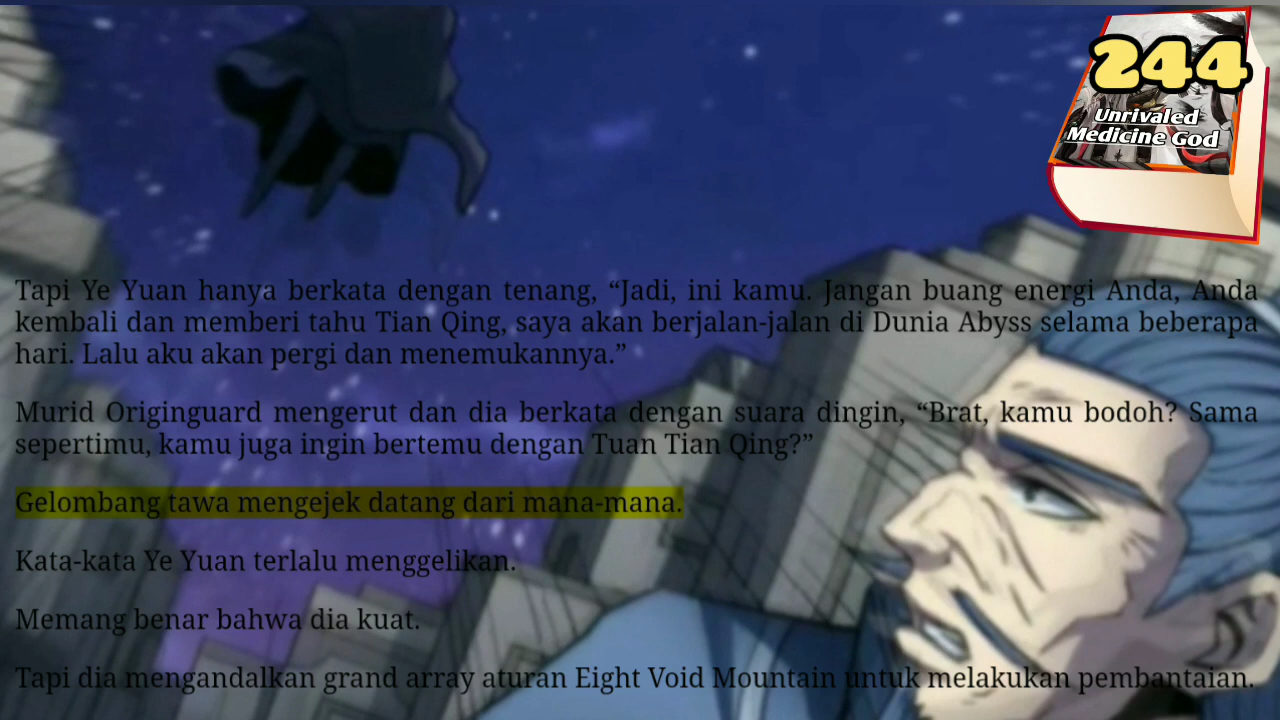 244
Unrivaled
Medicine God
Tapi Ye Yuan hanya berkata dengan tenang, “Jadi, ini kamu. Jangan buang energi Anda, Anda
kembali dan memberi tahu Tian Qing, saya akan berjalan-jalan di Dunia Abyss selama beberapa
hari. Lalu aku akan pergi dan menemukannya.”
Murid Originguard mengerut dan dia berkata dengan suara dingin, “Brat, kamu bodoh? Sama
sepertimu, kamu juga ingin bertemu dengan Tuan Tian Qing?”
Gelombang tawa mengejek datang dari mana-mana.
Kata-kata Ye Yuan terlalu menggelikan.
Memang benar bahwa dia kuat.
Tapi dia mengandalkan grand array aturan Eight Void Mountain untuk melakukan pembantaian.